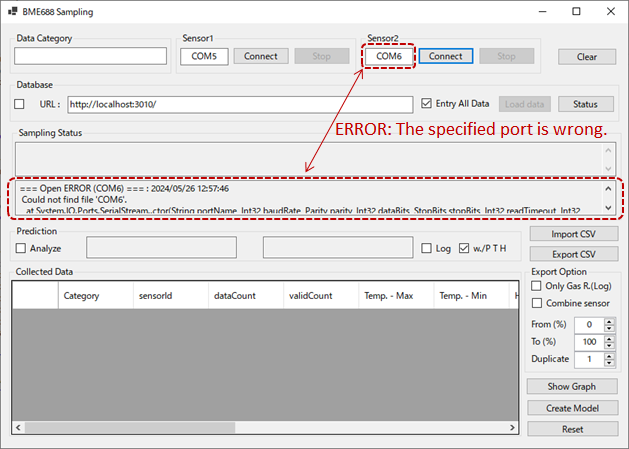 BME688 Sampling
Data Category
Sensor1
Sensor2
COM5
Connect
Stop
COM6
Connect
Stop
Clear
Database
URL :
http://localhost:3010/
Entry All Data
Load data
Status
ERROR: The specified port is wrong.
Sampling Status
=== Open ERROR (COM6) === : 2024/05/26 12:57:46
Could not find file 'COM6'.
at System.IO.Ports.SerialStream..ctor(String portName, Int32 baudRate, Parity parity, Int32 dataBits, StopBits stopBits, Int32 readTimeout, Int32
Prediction
Analyze
Log
w./P T H
Import CSV
Export CSV
Collected Data
Category
sensorId
dataCount
validCount
Temp. - Max
Temp. - Min
H
Export Option
Only Gas R.(Log)
Combine sensor
From (%)
0
To (%)
100
Duplicate
1
Show Graph
Create Model
Reset